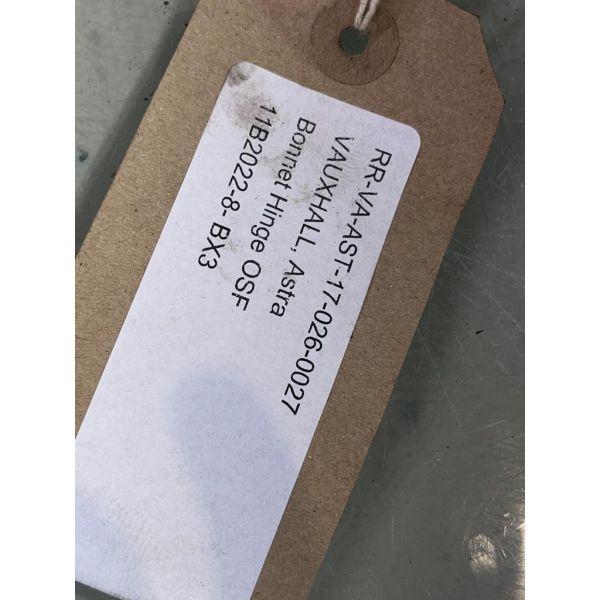 RR-VA-AST-17-026-0027
VAUXHALL, Astra
Bonnet Hinge OSF
11B2022-8- BX3